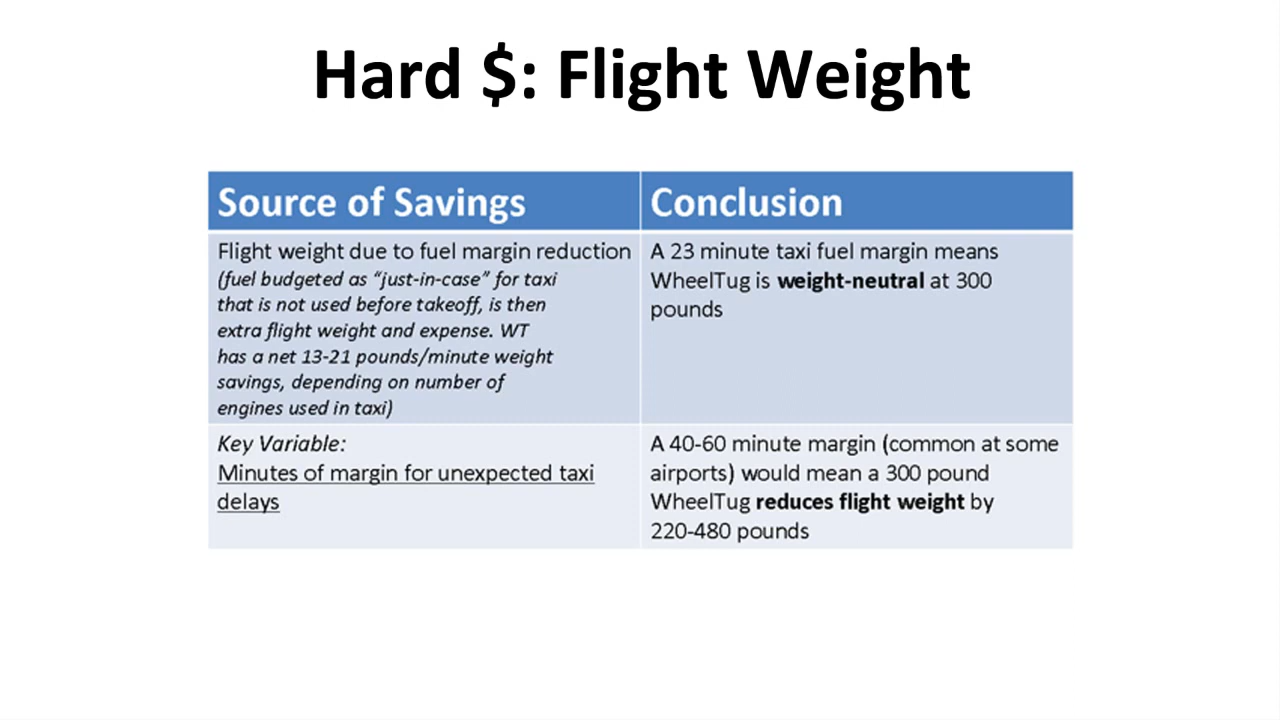 Hard $: Flight Weight
Source of Savings
Conclusion
Flight weight due to fuel margin reduction
(fuel budgeted as “just-in-case” for taxi
that is not used before takeoff, is then
extra flight weight and expense. WT
has a net 13-21 pounds/minute weight
savings, depending on number of
engines used in taxi)
A 23 minute taxi fuel margin means
WheelTug is weight-neutral at 300
pounds
Key Variable:
Minutes of margin for unexpected taxi
delays
A 40-60 minute margin (common at some
airports) would mean a 300 pound
WheelTug reduces flight weight by
220-480 pounds